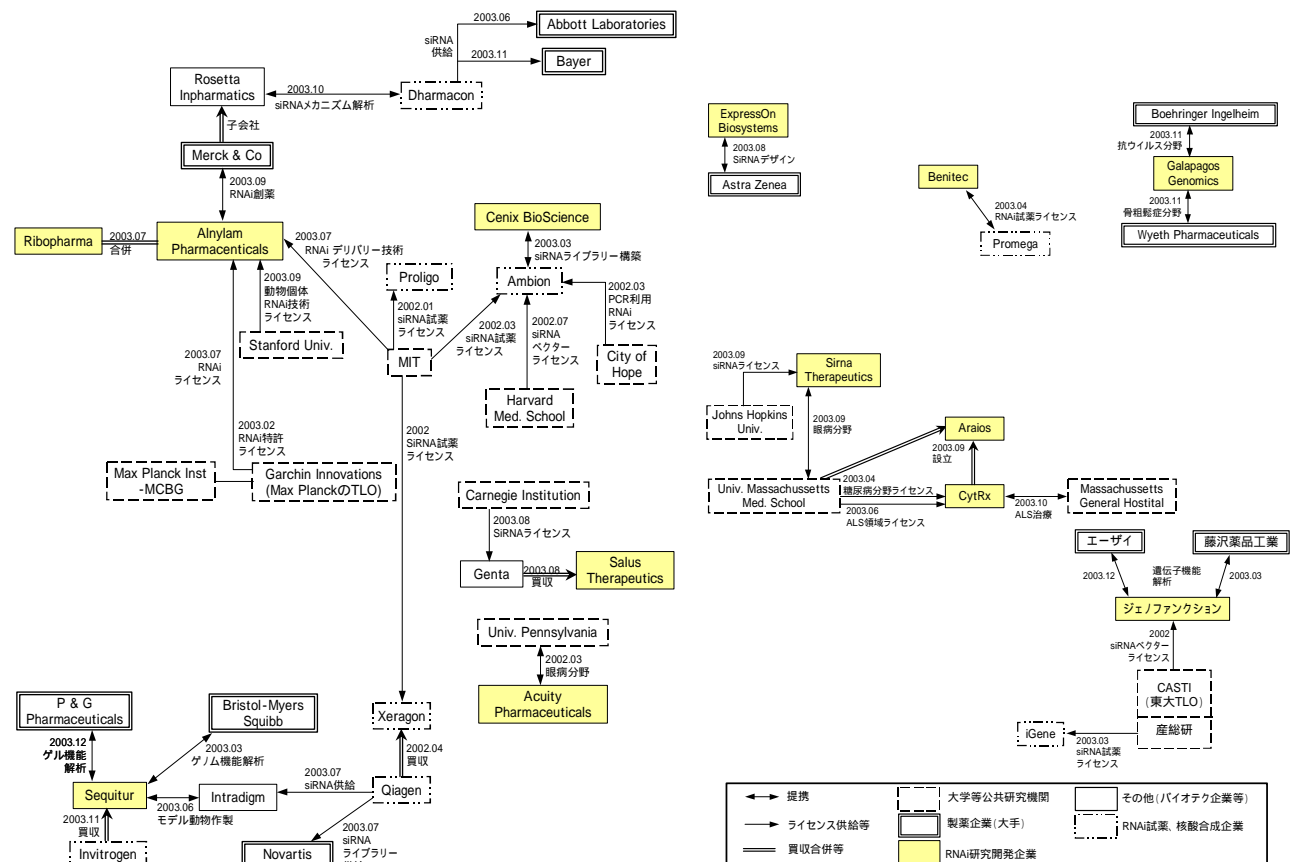 2003.06
Abbott Laboratories
siRNA
供給
2003.11
Bayer
Rosetta
Inpharmatics
2003.10
siRNAメカニズム解析
Dharmacon
子会社
Merck & Co
2003.09
RNAi創薬
Ribopharma
2003.07
合併
Alnylam
Pharmacenticals
2003.07
RNAi デリバリー技術
ライセンス
2003.09
動物個体
RNAi技術
ライセンス
Stanford Univ.
2003.07
RNAi
ライセンス
2003.02
RNAi特許
ライセンス
Max Planck Inst
-MCBG
Garchin Innovations
(Max PlanckのTLO)
Cenix BioScience
2003.03
siRNAライブラリー構築
Proligo
Ambion
2002.01
siRNA試薬
ライセンス
MIT
2002.03
siRNA試薬
ライセンス
2002.07
siRNA
ベクター
ライセンス
2002.03
PCR利用
RNAi
ライセンス
City of
Hope
Harvard
Med. School
2002
SiRNA試薬
ライセンス
Carnegie Institution
2003.08
SiRNAライセンス
Genta
2003.08
買収
Salus
Therapeutics
Univ. Pennsylvania
2002.03
眼病分野
Acuity
Pharmaceuticals
P & G
Pharmaceuticals
Bristol-Myers
Squibb
2003.12
ゲル機能
解析
2003.03
ゲノム機能解析
Xeragon
2002.04
買収
Sequitur
2003.06
モデル動物作製
Intradigm
2003.07
siRNA供給
Qiagen
2003.11
買収
Invitrogen
Novartis
2003.07
siRNA
ライブラリー
ExpressOn
Biosystems
2003.08
SiRNAデザイン
Astra Zenea
Benitec
2003.04
RNAi試薬ライセンス
Promega
Boehringer Ingelheim
2003.11
抗ウイルス分野
Galapagos
Genomics
2003.11
骨粗鬆症分野
Wyeth Pharmaceuticals
2003.09
siRNAライセンス
Sirna
Therapeutics
Johns Hopkins
Univ.
2003.09
眼病分野
Araios
2003.09
設立
Univ. Massachussetts
Med. School
2003.04
糖尿病分野ライセンス
2003.06
ALS領域ライセンス
CytRx
2003.10
ALS治療
Massachussetts
General Hostital
エーザイ
藤沢薬品工業
2003.12
遺伝子機能
解析
2003.03
ジェノファンクション
2002
siRNAベクター
ライセンス
CASTI
(東大TLO)
産総研
iGene
2003.03
siRNA試薬
ライセンス
提携
大学等公共研究機関
その他(バイオテク企業等)
ライセンス供給等
製薬企業(大手)
RNAi試薬、核酸合成企業
買収合併等
RNAi研究開発企業